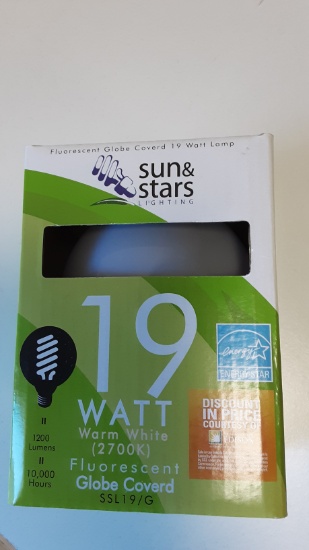 Fluorescent Globe Coverd 19 Watt Lamp
sun&
stars
LIGHTING
19
WATT
Warm White
(2700K)
Fluorescent
Globe Coverd
SSL19/G
1200
Lumens
10,000
Hours
energy
ENERGY STAR
DISCOUNT
IN PRICE
COURTESY OF